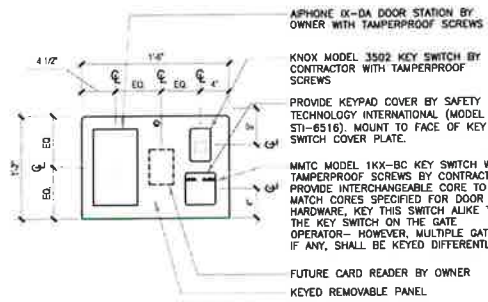 AIPHONE IX-DA DOOR STATION BY
OWNER WITH TAMPERPROOF SCREWS
KNOX MODEL 3502 KEY SWITCH BY
CONTRACTOR WITH TAMPERPROOF
SCREWS
PROVIDE KEYPAD COVER BY SAFETY
TECHNOLOGY INTERNATIONAL (MODEL
STI-6516). MOUNT TO FACE OF KEY
SWITCH COVER PLATE.
MMTC MODEL 1KX-BC KEY SWITCH W
TAMPERPROOF SCREWS BY CONTRACT
PROVIDE INTERCHANGEABLE CORE TO
MATCH CORES SPECIFIED FOR DOOR
HARDWARE, KEY THIS SWITCH ALIKE T
THE KEY SWITCH ON THE GATE
OPERATOR- HOWEVER, MULTIPLE GAT
IF ANY, SHALL BE KEYED DIFFERENTL
FUTURE CARD READER BY OWNER
KEYED REMOVABLE PANEL
4 1/2"
1'-6"
EQ. EQ. 4"
EQ.
EQ.